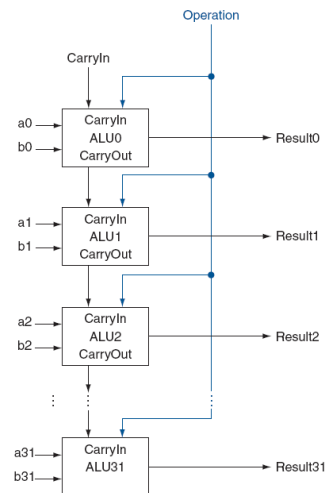 Operation
CarryIn
a0
b0
CarryIn
ALU0
CarryOut
Result0
a1
b1
CarryIn
ALU1
CarryOut
Result1
a2
b2
CarryIn
ALU2
CarryOut
Result2
a31
b31
CarryIn
ALU31
Result31